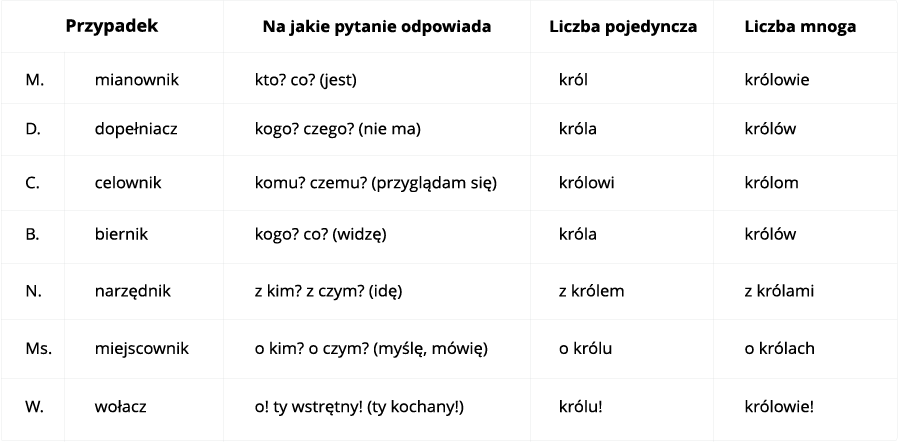 Przypadek Na jakie pytanie odpowiada Liczba pojedyncza Liczba mnoga
M. mianownik kto? co? (jest) król królowie
D. dopełniacz kogo? czego? (nie ma) króla królów
C. celownik komu? czemu? (przyglądam się) królowi królom
B. biernik kogo? co? (widzę) króla królów
N. narzędnik z kim? z czym? (idę) z królem z królami
Ms. miejscownik o kim? o czym? (myślę, mówię) o królu o królach
W. wołacz o! ty wstrętny! (ty kochany!) królu! królowie!